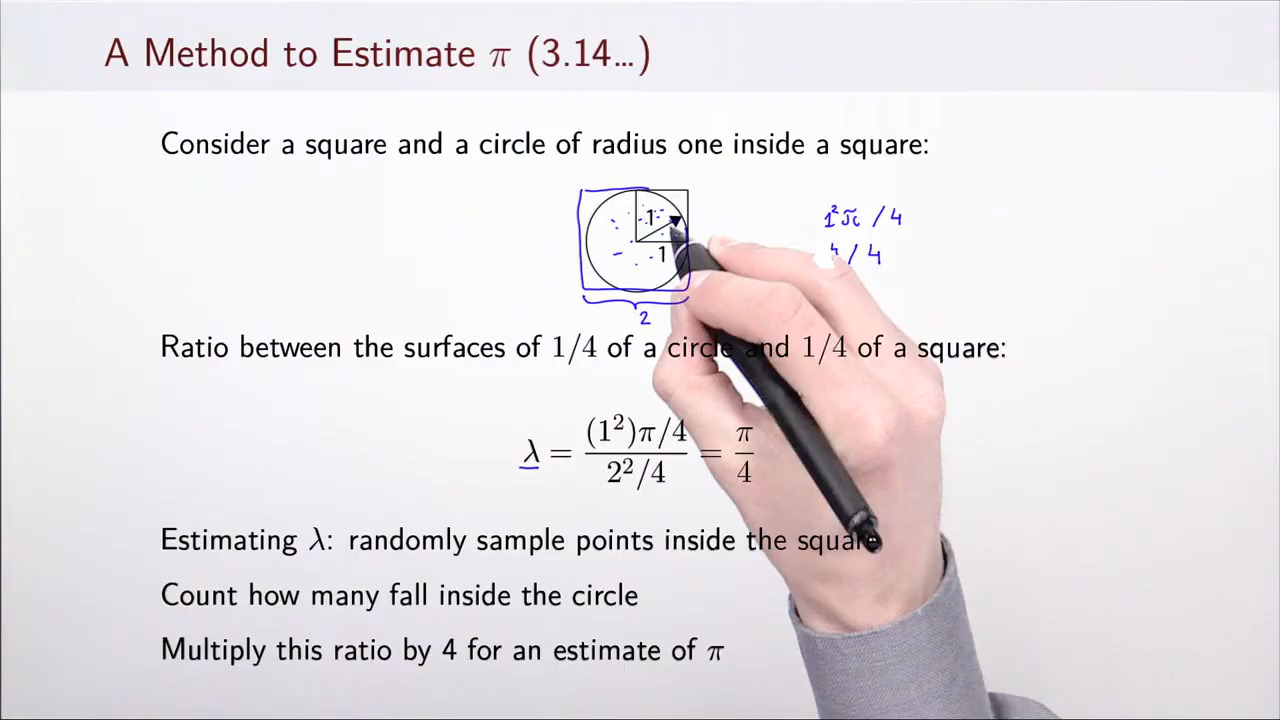 A Method to Estimate π (3.14...)
Consider a square and a circle of radius one inside a square:
1
1
2
1²π / 4
4 / 4
Ratio between the surfaces of 1/4 of a circle and 1/4 of a square:
λ = (1²)π/4 / 2²/4 = π/4
Estimating λ: randomly sample points inside the square
Count how many fall inside the circle
Multiply this ratio by 4 for an estimate of π